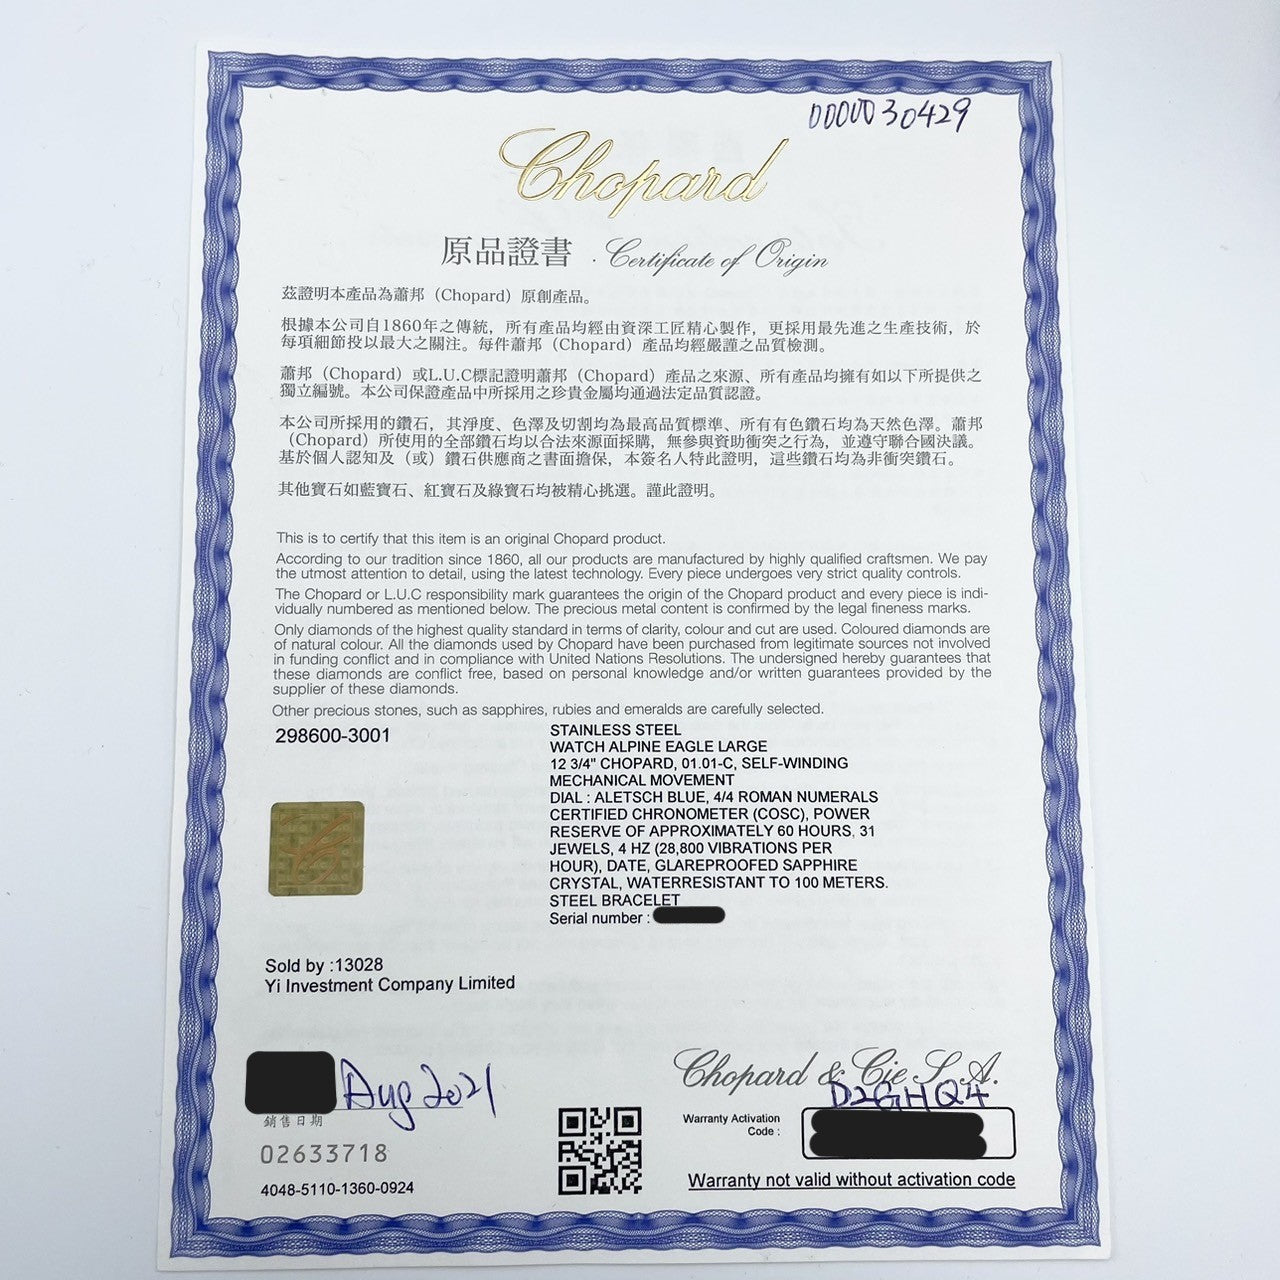 0000030429
Chopard
原品證書 · Certificate of Origin
茲證明本產品為蕭邦（Chopard）原創產品。
根據本公司自1860年之傳統，所有產品均經由資深工匠精心製作，更採用最先進之生產技術，於
每項細節投以最大之關注。每件蕭邦（Chopard）產品均經嚴謹之品質檢測。
蕭邦（Chopard）或L.U.C標記證明蕭邦（Chopard）產品之來源、所有產品均擁有如以下所提供之
獨立編號。本公司保證產品中所採用之珍貴金屬均通過法定品質認證。
本公司所採用的鑽石，其淨度、色澤及切割均為最高品質標準、所有有色鑽石均為天然色澤。蕭邦
（Chopard）所使用的全部鑽石均以合法來源面採購，無參與資助衝突之行為，並遵守聯合國決議。
基於個人認知及（或）鑽石供應商之書面擔保，本簽名人特此證明，這些鑽石均為非衝突鑽石。
其他寶石如藍寶石、紅寶石及綠寶石均被精心挑選。謹此證明。
This is to certify that this item is an original Chopard product.
According to our tradition since 1860, all our products are manufactured by highly qualified craftsmen. We pay
the utmost attention to detail, using the latest technology. Every piece undergoes very strict quality controls.
The Chopard or L.U.C responsibility mark guarantees the origin of the Chopard product and every piece is indi-
vidually numbered as mentioned below. The precious metal content is confirmed by the legal fineness marks.
Only diamonds of the highest quality standard in terms of clarity, colour and cut are used. Coloured diamonds are
of natural colour. All the diamonds used by Chopard have been purchased from legitimate sources not involved
in funding conflict and in compliance with United Nations Resolutions. The undersigned hereby guarantees that
these diamonds are conflict free, based on personal knowledge and/or written guarantees provided by the
supplier of these diamonds.
Other precious stones, such as sapphires, rubies and emeralds are carefully selected.
298600-3001
STAINLESS STEEL
WATCH ALPINE EAGLE LARGE
12 3/4" CHOPARD, 01.01-C, SELF-WINDING
MECHANICAL MOVEMENT
DIAL : ALETSCH BLUE, 4/4 ROMAN NUMERALS
CERTIFIED CHRONOMETER (COSC), POWER
RESERVE OF APPROXIMATELY 60 HOURS, 31
JEWELS, 4 HZ (28,800 VIBRATIONS PER
HOUR), DATE, GLAREPROOFED SAPPHIRE
CRYSTAL, WATERRESISTANT TO 100 METERS.
STEEL BRACELET
Serial number :
Sold by :13028
Yi Investment Company Limited
Aug 2021
銷售日期
02633718
4048-5110-1360-0924
Chopard & Cie S.A.
D2GHQ4
Warranty Activation
Code :
Warranty not valid without activation code